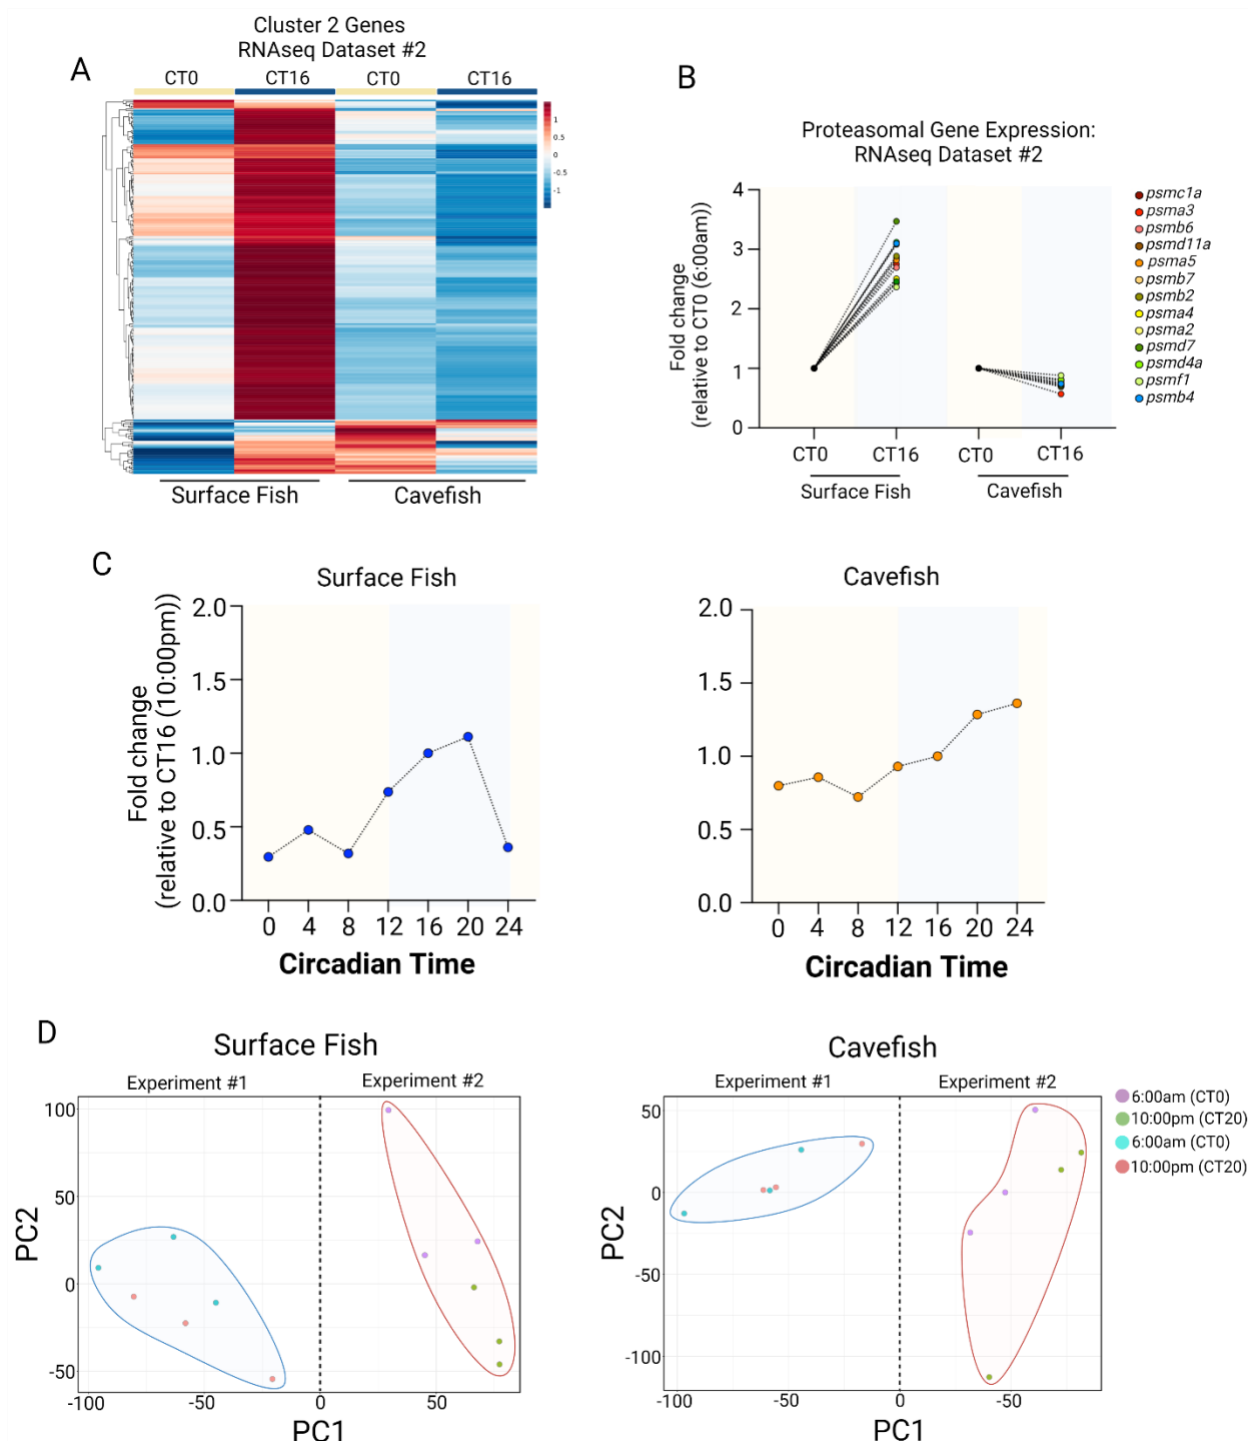 Cluster 2 Genes
RNAseq Dataset #2
A
CT0 CT16 CT0 CT16
1
0.5
0
-0.5
-1
Surface Fish Cavefish
B
Proteasomal Gene Expression:
RNAseq Dataset #2
Fold change
(relative to CT0 (6:00am))
4
3
2
1
0
CT0 CT16 CT0 CT16
Surface Fish Cavefish
psmc1a
psma3
psmb6
psmd11a
psma5
psmb7
psmb2
psma4
psma2
psmd7
psmd4a
psmf1
psmb4
C
Surface Fish
Fold change
(relative to CT16 (10:00pm))
2.0
1.5
1.0
0.5
0.0
0 4 8 12 16 20 24
Circadian Time
Cavefish
2.0
1.5
1.0
0.5
0.0
0 4 8 12 16 20 24
Circadian Time
D
Surface Fish
Experiment #1 Experiment #2
PC2
100
50
0
-50
-100 -50 0 50
PC1
Cavefish
Experiment #1 Experiment #2
PC2
50
0
-50
-100
-100 -50 0 -50
PC1
6:00am (CT0)
10:00pm (CT20)
6:00am (CT0)
10:00pm (CT20)